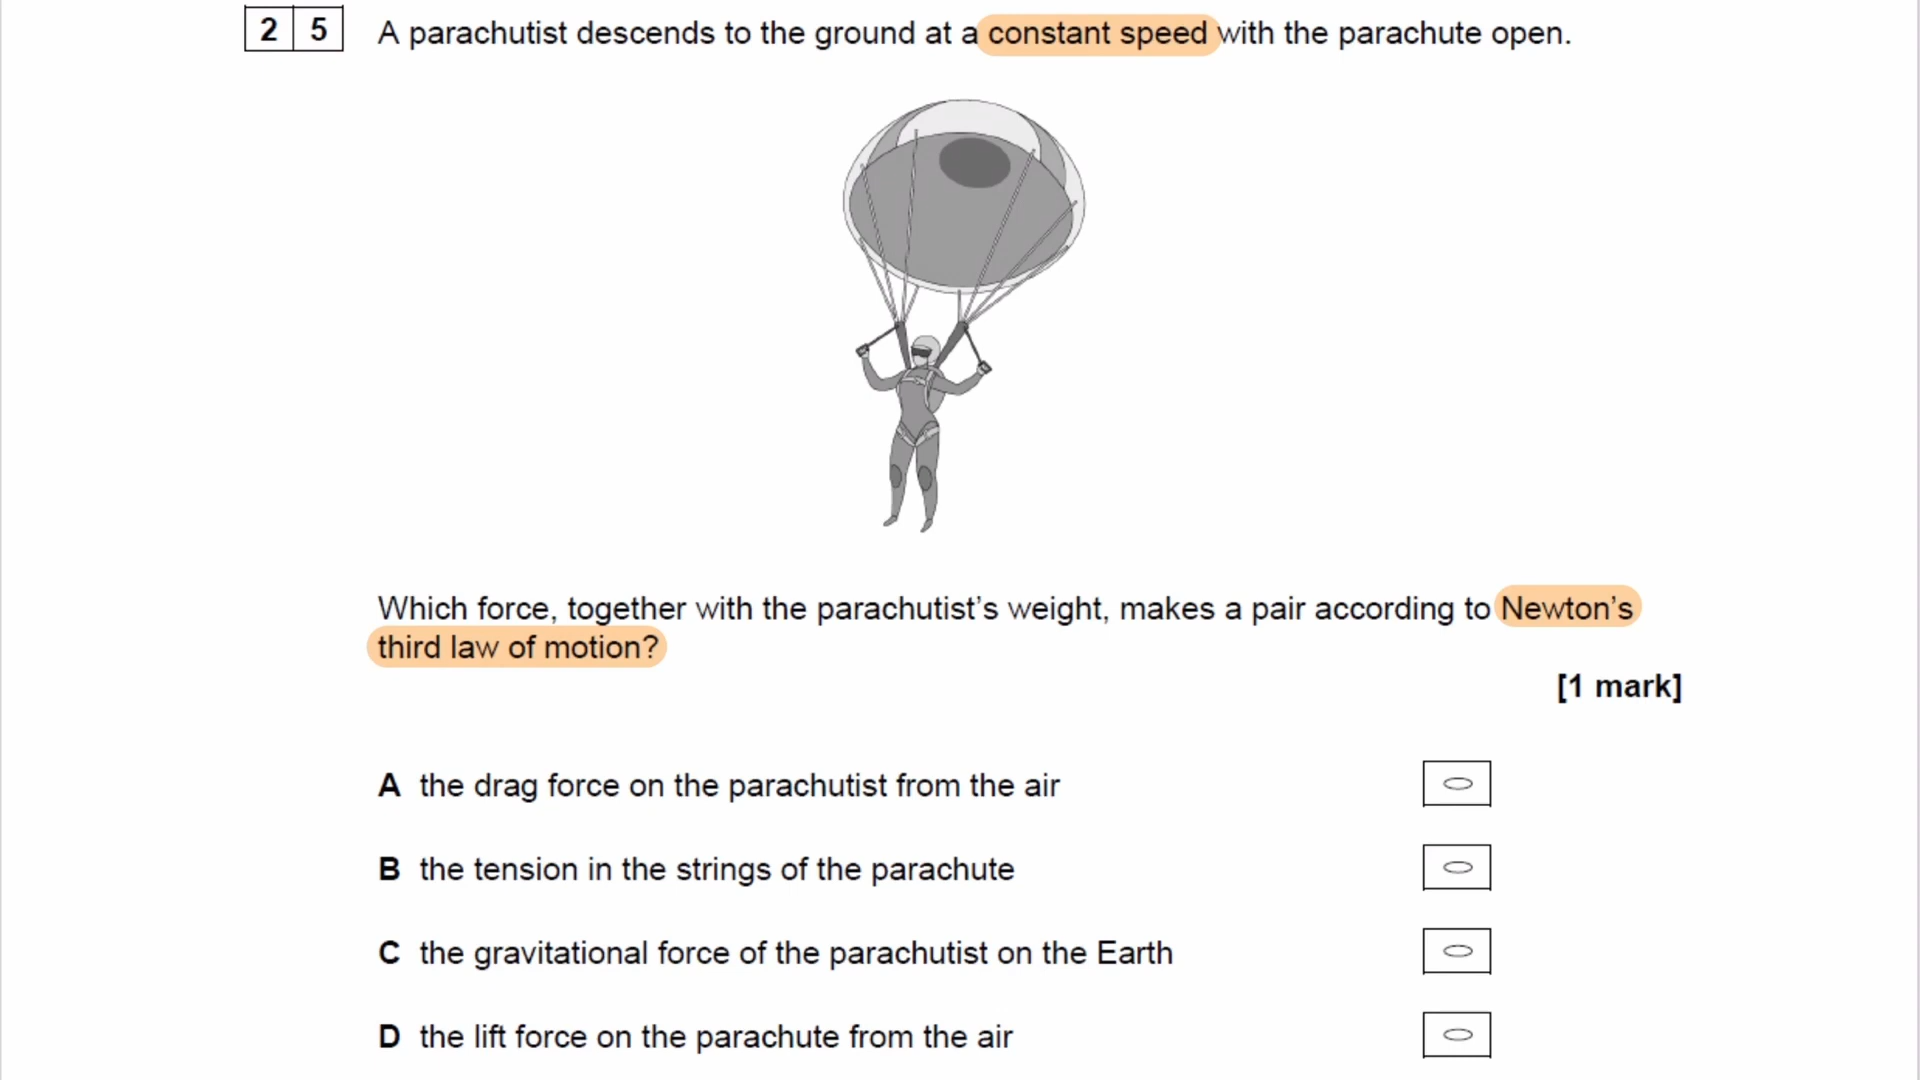 2 5 A parachutist descends to the ground at a constant speed with the parachute open.
Which force, together with the parachutist’s weight, makes a pair according to Newton’s
third law of motion?
[1 mark]
A the drag force on the parachutist from the air
B the tension in the strings of the parachute
C the gravitational force of the parachutist on the Earth
D the lift force on the parachute from the air